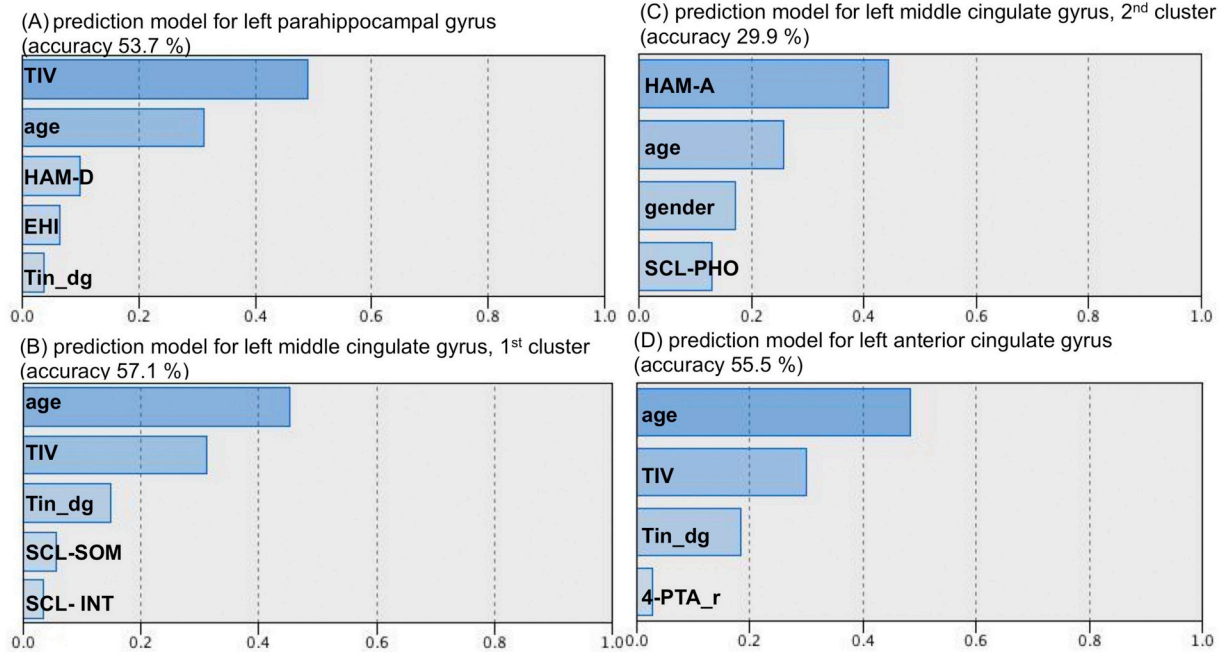 (A) prediction model for left parahippocampal gyrus
(accuracy 53.7 %)
TIV
age
HAM-D
EHI
Tin_dg
0.0 0.2 0.4 0.6 0.8 1.0
(B) prediction model for left middle cingulate gyrus, 1st cluster
(accuracy 57.1 %)
age
TIV
Tin_dg
SCL-SOM
SCL- INT
0.0 0.2 0.4 0.6 0.8 1.0
(C) prediction model for left middle cingulate gyrus, 2nd cluster
(accuracy 29.9 %)
HAM-A
age
gender
SCL-PHO
0.0 0.2 0.4 0.6 0.8 1.0
(D) prediction model for left anterior cingulate gyrus
(accuracy 55.5 %)
age
TIV
Tin_dg
4-PTA_r
0.0 0.2 0.4 0.6 0.8 1.0